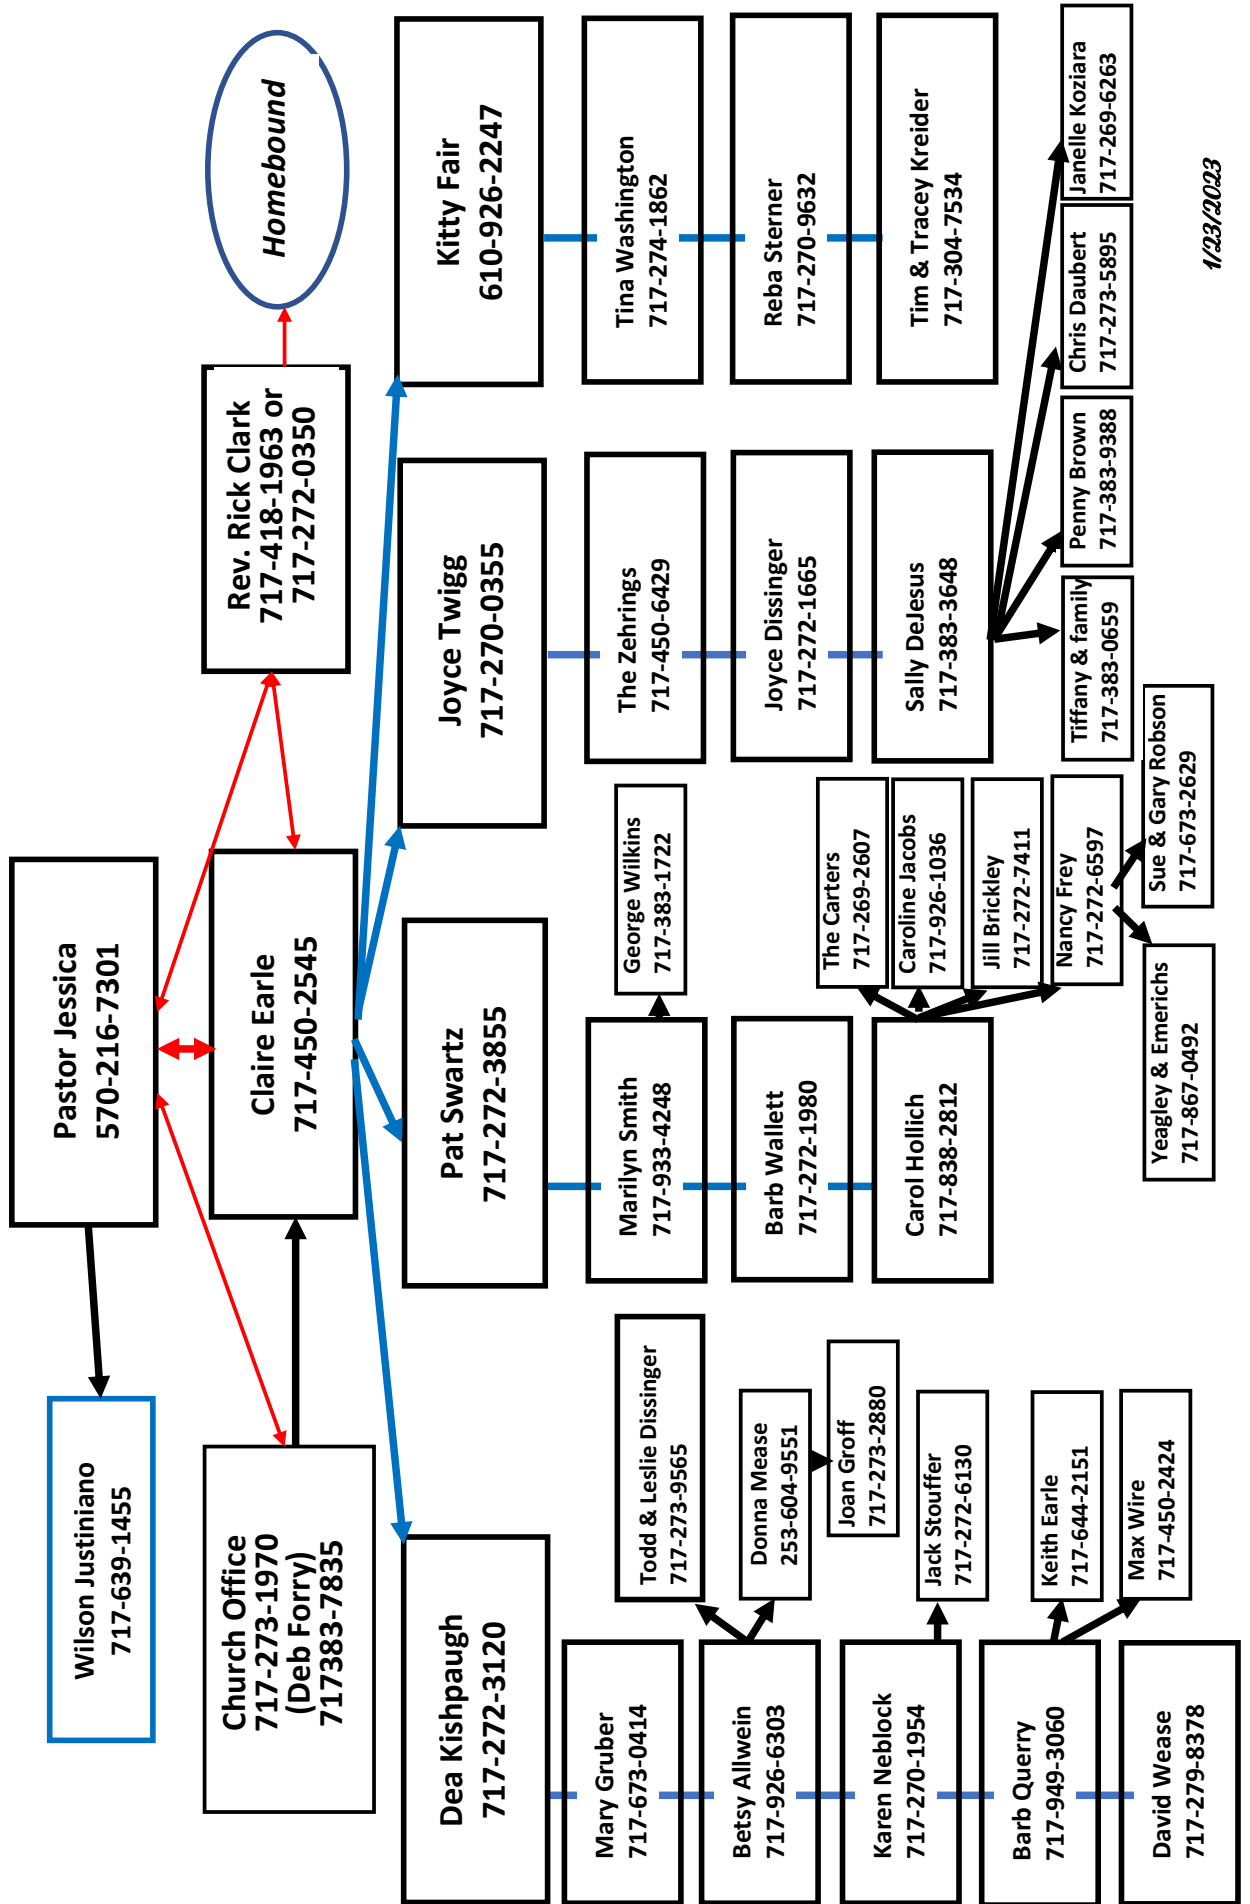 Pastor Jessica
570-216-7301
Wilson Justiniano
717-639-1455
Church Office
717-273-1970
(Deb Forry)
717383-7835
Claire Earle
717-450-2545
Rev. Rick Clark
717-418-1963 or
717-272-0350
Homebound
Dea Kishpaugh
717-272-3120
Pat Swartz
717-272-3855
Joyce Twigg
717-270-0355
Kitty Fair
610-926-2247
Mary Gruber
717-673-0414
Betsy Allwein
717-926-6303
Todd & Leslie Dissinger
717-273-9565
Donna Mease
253-604-9551
Joan Groff
717-273-2880
Karen Neblock
717-270-1954
Jack Stouffer
717-272-6130
Barb Querry
717-949-3060
Keith Earle
717-644-2151
Max Wire
717-450-2424
David Wease
717-279-8378
Marilyn Smith
717-933-4248
George Wilkins
717-383-1722
Barb Wallett
717-272-1980
Carol Hollich
717-838-2812
The Carters
717-269-2607
Caroline Jacobs
717-926-1036
Jill Brickley
717-272-7411
Nancy Frey
717-272-6597
Yeagley & Emerichs
717-867-0492
Sue & Gary Robson
717-673-2629
The Zehrings
717-450-6429
Joyce Dissinger
717-272-1665
Sally DeJesus
717-383-3648
Tiffany & family
717-383-0659
Penny Brown
717-383-9388
Chris Daubert
717-273-5895
Janelle Koziara
717-269-6263
Tina Washington
717-274-1862
Reba Sterner
717-270-9632
Tim & Tracey Kreider
717-304-7534
1/23/2023